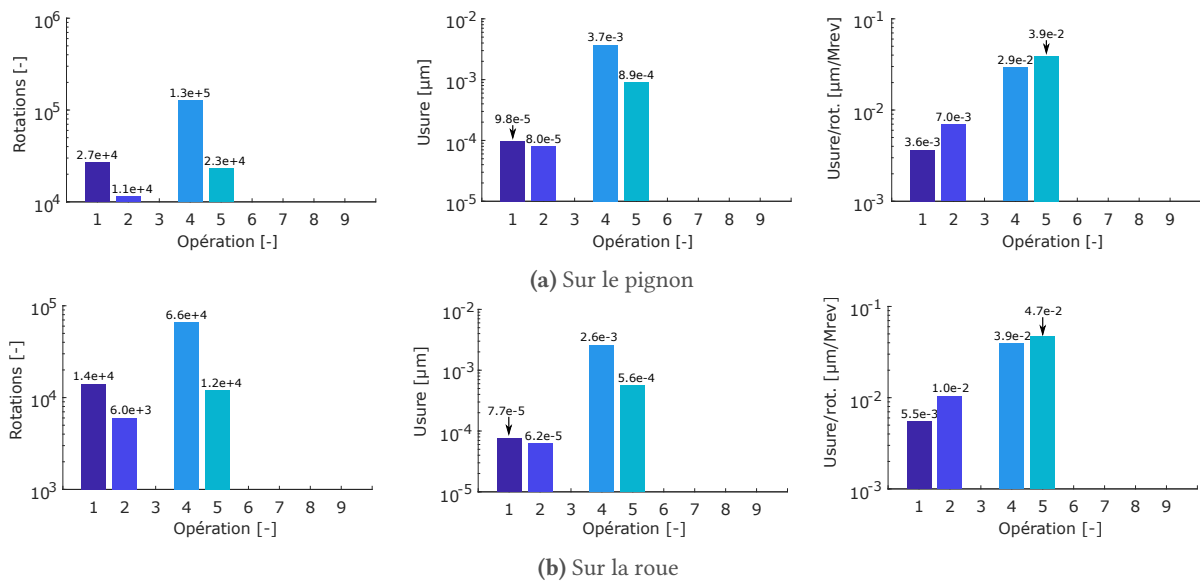 Rotations [-]
10^6
10^5
10^4
2.7e+4
1.1e+4
1.3e+5
2.3e+4
1 2 3 4 5 6 7 8 9
Opération [-]
Usure [µm]
10^-2
10^-3
10^-4
10^-5
9.8e-5
8.0e-5
3.7e-3
8.9e-4
1 2 3 4 5 6 7 8 9
Opération [-]
Usure/rot. [µm/Mrev]
10^-1
10^-2
10^-3
3.6e-3
7.0e-3
2.9e-2
3.9e-2
1 2 3 4 5 6 7 8 9
Opération [-]
(a) Sur le pignon
Rotations [-]
10^5
10^4
10^3
1.4e+4
6.0e+3
6.6e+4
1.2e+4
1 2 3 4 5 6 7 8 9
Opération [-]
Usure [µm]
10^-2
10^-3
10^-4
10^-5
7.7e-5
6.2e-5
2.6e-3
5.6e-4
1 2 3 4 5 6 7 8 9
Opération [-]
Usure/rot. [µm/Mrev]
10^-1
10^-2
10^-3
5.5e-3
1.0e-2
3.9e-2
4.7e-2
1 2 3 4 5 6 7 8 9
Opération [-]
(b) Sur la roue